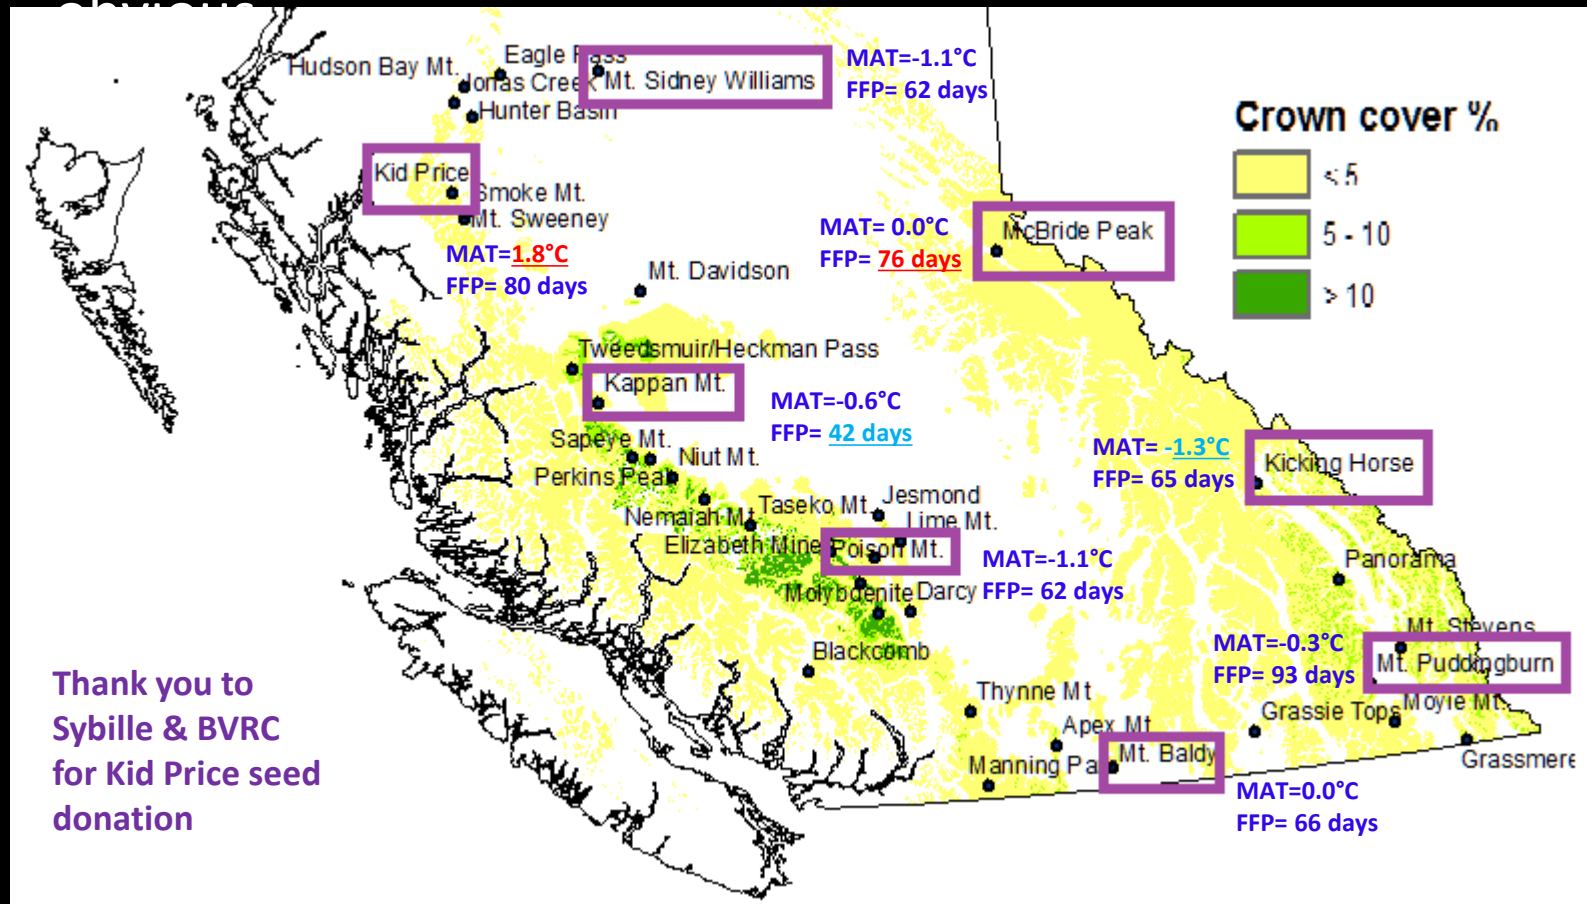 obvious
Eagle Pass
Hudson Bay Mt.
Jonas Creek
Mt. Sidney Williams
Hunter Basin
MAT=-1.1°C
FFP= 62 days
Crown cover %
<5
5 - 10
>10
Kid Price
Smoke Mt.
Mt. Sweeney
MAT=1.8°C
FFP= 80 days
MAT= 0.0°C
FFP= 76 days
McBride Peak
Mt. Davidson
Tweedsmuir/Heckman Pass
Kappan Mt.
MAT=-0.6°C
FFP= 42 days
Sapeye Mt.
Niut Mt.
Perkins Peak
MAT= -1.3°C
FFP= 65 days
Kicking Horse
Nemaiah Mt.
Taseko Mt.
Jesmond
Lime Mt.
Elizabeth Mine
Poison Mt.
MAT=-1.1°C
FFP= 62 days
Molybdenite
Darcy
Panorama
Blackcomb
Mt. Stevens
MAT=-0.3°C
FFP= 93 days
Mt. Puddingburn
Thynne Mt
Apex Mt
Grassie Tops
Moyie Mt.
Manning Pa
Mt. Baldy
Grassmere
MAT=0.0°C
FFP= 66 days
Thank you to
Sybille & BVRC
for Kid Price seed
donation